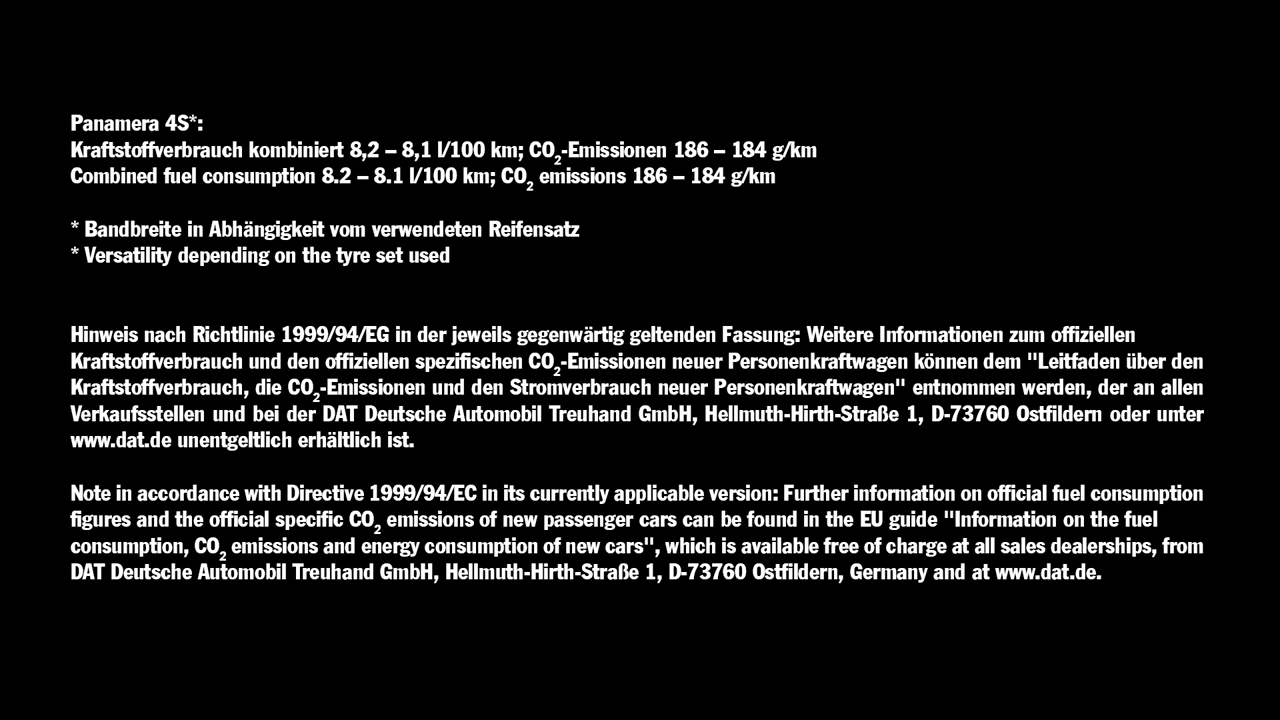 Panamera 4S*:
Kraftstoffverbrauch kombiniert 8,2 – 8,1 l/100 km; CO₂-Emissionen 186 – 184 g/km
Combined fuel consumption 8.2 – 8.1 l/100 km; CO₂ emissions 186 – 184 g/km
* Bandbreite in Abhängigkeit vom verwendeten Reifensatz
* Versatility depending on the tyre set used
Hinweis nach Richtlinie 1999/94/EG in der jeweils gegenwärtig geltenden Fassung: Weitere Informationen zum offiziellen
Kraftstoffverbrauch und den offiziellen spezifischen CO₂-Emissionen neuer Personenkraftwagen können dem "Leitfaden über den
Kraftstoffverbrauch, die CO₂-Emissionen und den Stromverbrauch neuer Personenkraftwagen" entnommen werden, der an allen
Verkaufsstellen und bei der DAT Deutsche Automobil Treuhand GmbH, Hellmuth-Hirth-Straße 1, D-73760 Ostfildern oder unter
www.dat.de unentgeltlich erhältlich ist.
Note in accordance with Directive 1999/94/EC in its currently applicable version: Further information on official fuel consumption
figures and the official specific CO₂ emissions of new passenger cars can be found in the EU guide "Information on the fuel
consumption, CO₂ emissions and energy consumption of new cars", which is available free of charge at all sales dealerships, from
DAT Deutsche Automobil Treuhand GmbH, Hellmuth-Hirth-Straße 1, D-73760 Ostfildern, Germany and at www.dat.de.